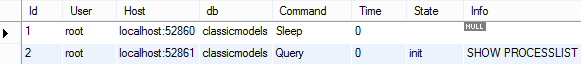 Id User Host db Command Time State Info
1 root localhost:52860 classicmodels Sleep 0 NULL
2 root localhost:52861 classicmodels Query 0 init SHOW PROCESSLIST